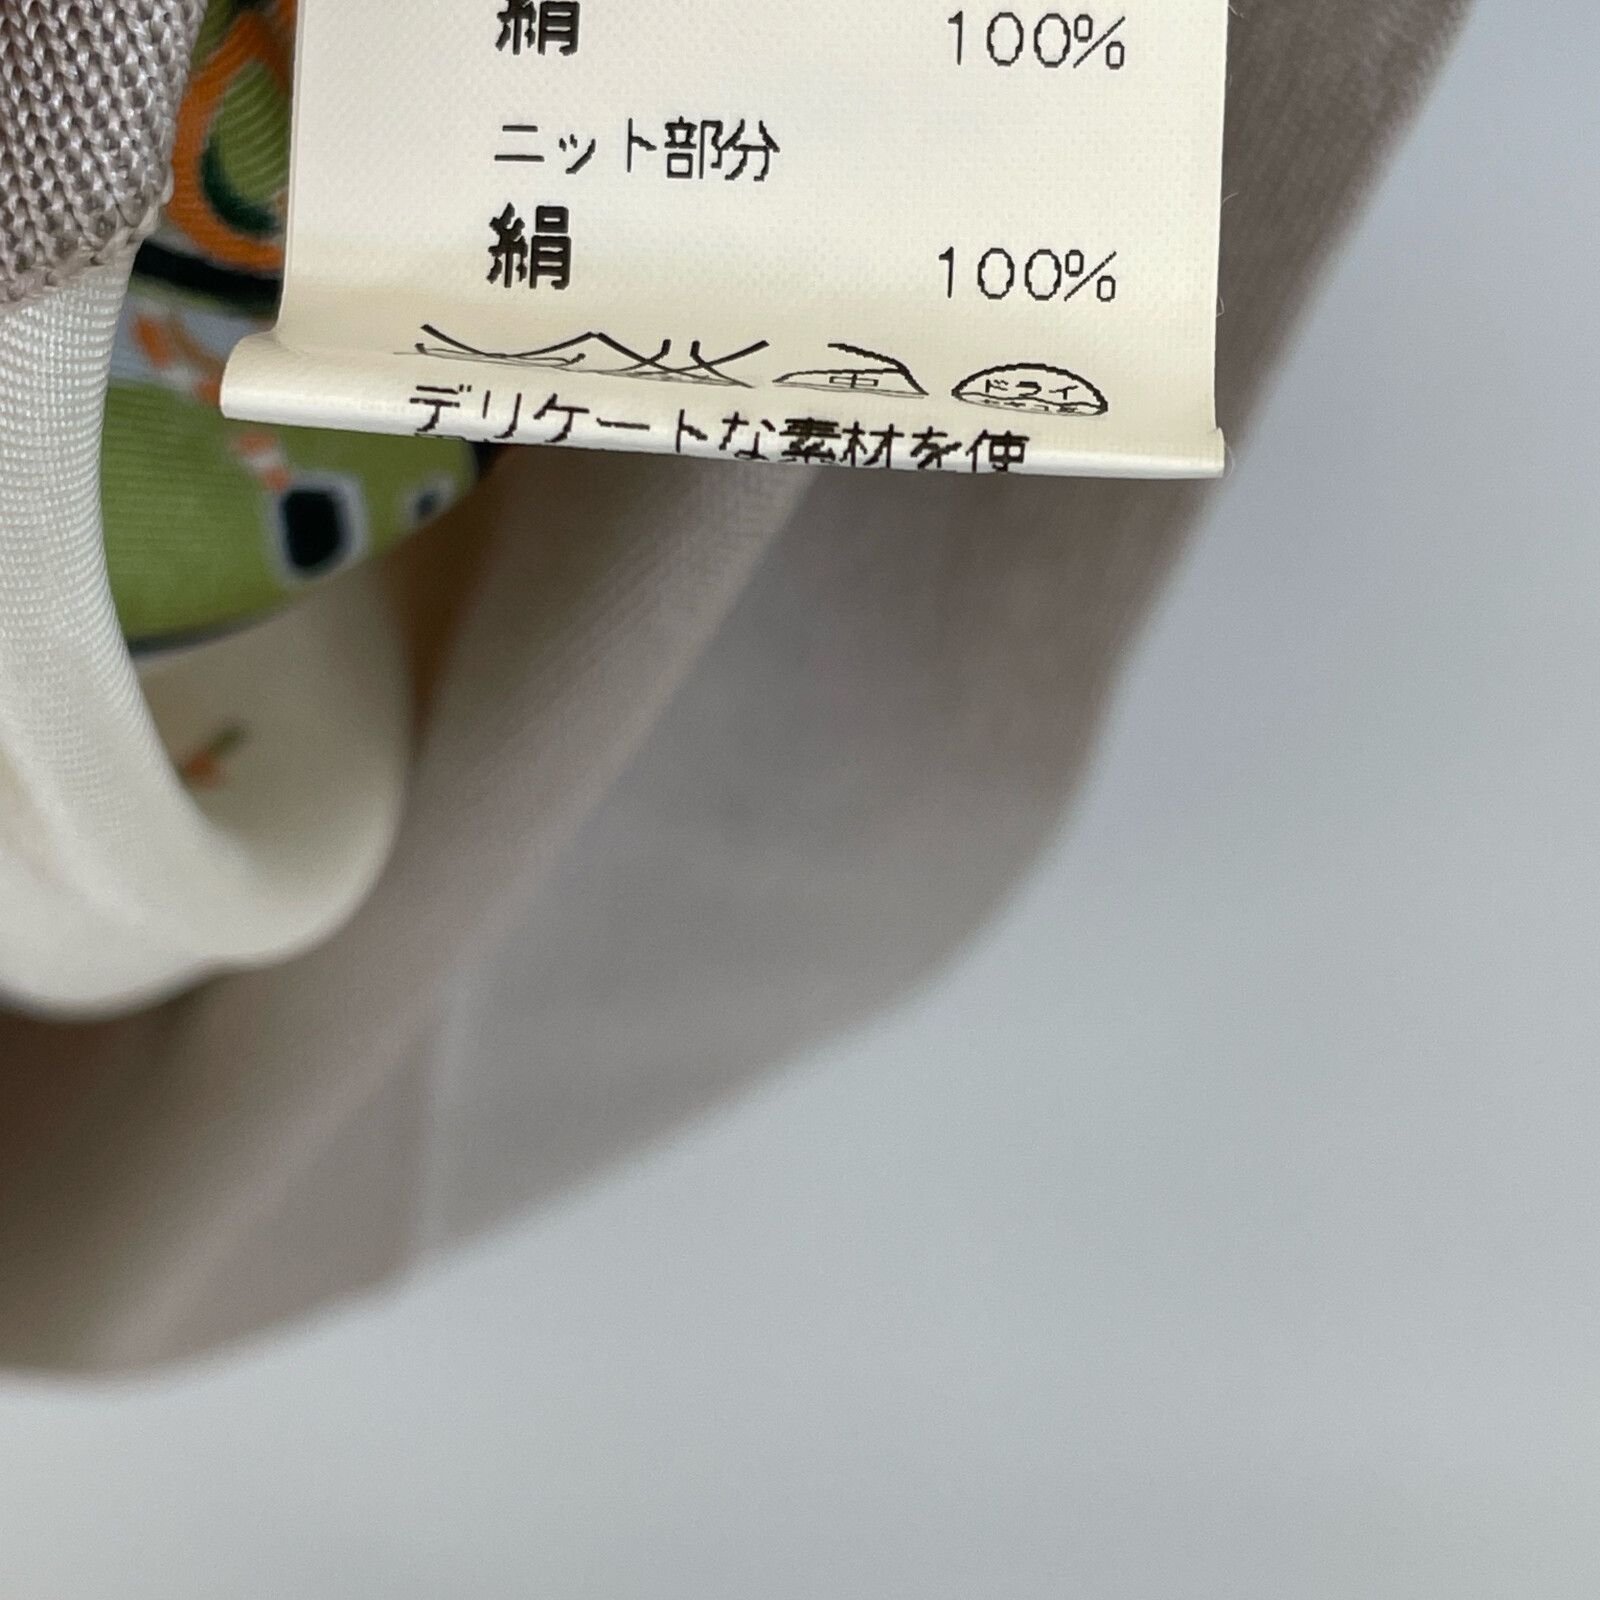 絹 100%
ニット部分
絹 100%
中 ドライ
デリケートな素材を使